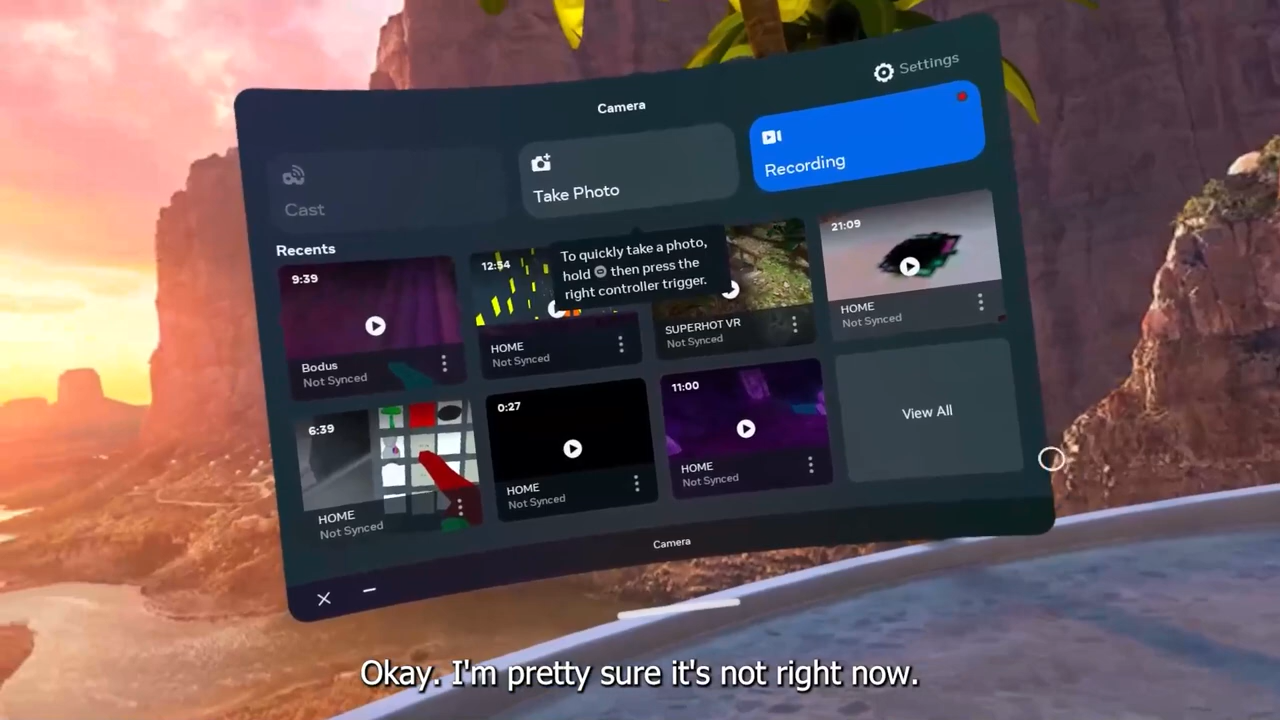 Settings
Camera
Cast
Take Photo
Recording
Recents
To quickly take a photo,
hold then press the
right controller trigger.
9:39
Bodus
Not Synced
12:54
HOME
Not Synced
SUPERHOT VR
Not Synced
21:09
HOME
Not Synced
6:39
HOME
Not Synced
0:27
HOME
Not Synced
11:00
HOME
Not Synced
View All
Camera
Okay. I'm pretty sure it's not right now.